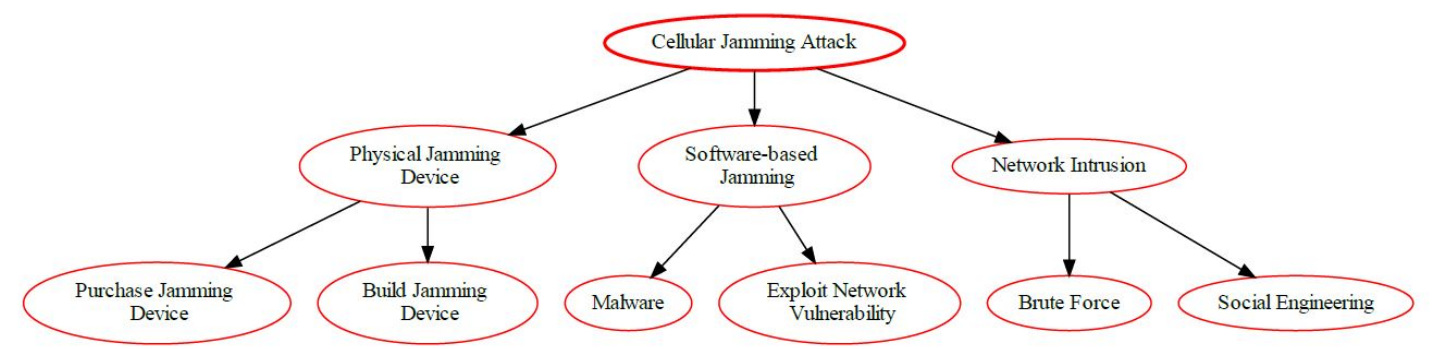 Cellular Jamming Attack
Physical Jamming
Device
Software-based
Jamming
Network Intrusion
Purchase Jamming
Device
Build Jamming
Device
Malware
Exploit Network
Vulnerability
Brute Force
Social Engineering